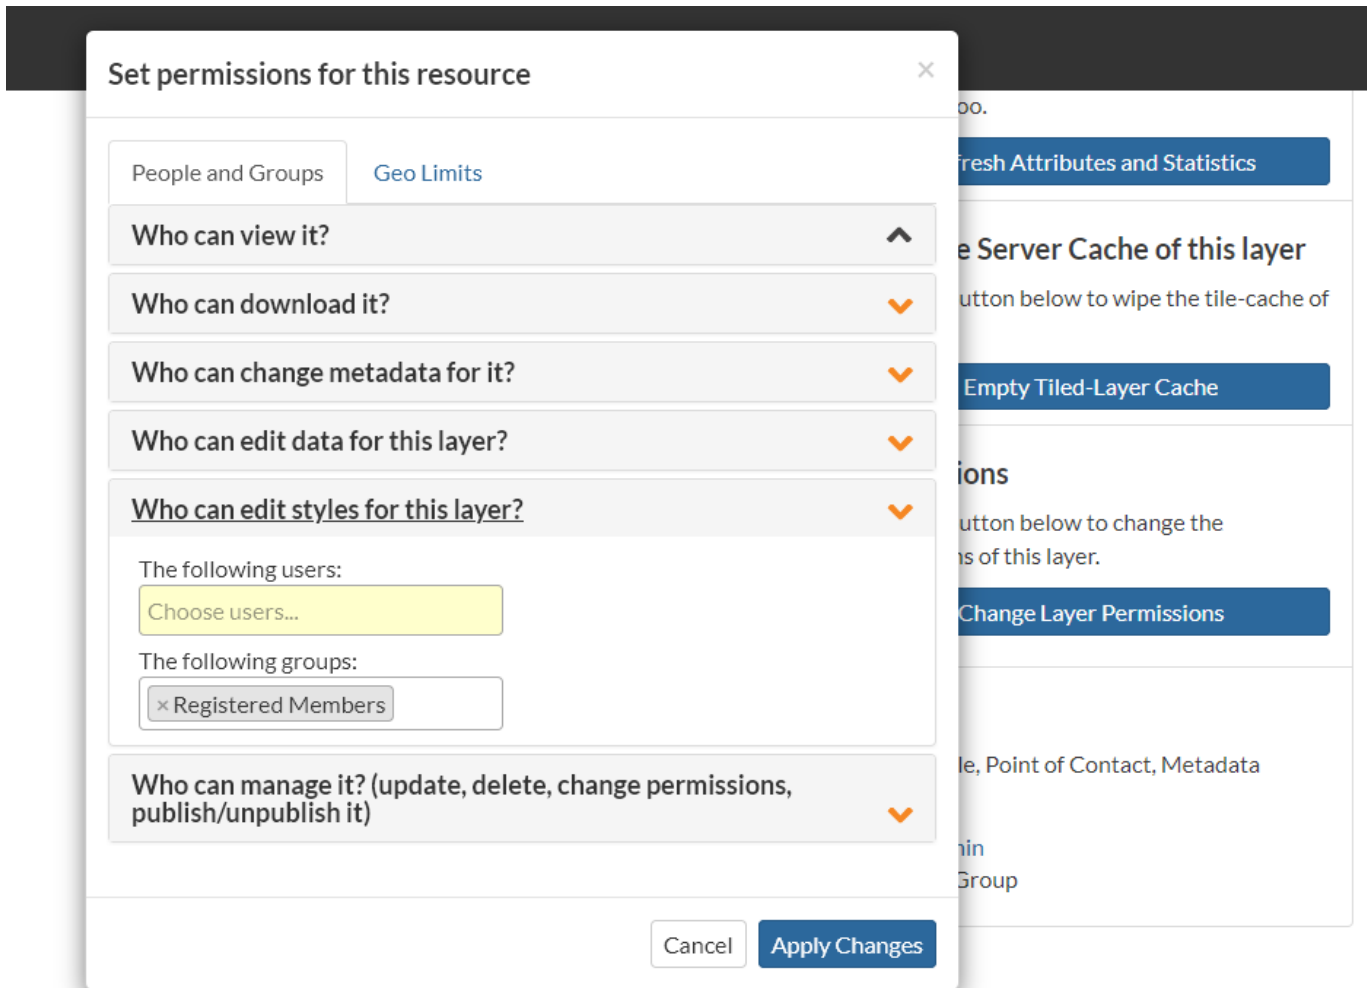 Set permissions for this resource
×
People and Groups
Geo Limits
Who can view it?
Who can download it?
Who can change metadata for it?
Who can edit data for this layer?
Who can edit styles for this layer?
The following users:
Choose users...
The following groups:
× Registered Members
Who can manage it? (update, delete, change permissions,
publish/unpublish it)
Cancel
Apply Changes
oo.
fresh Attributes and Statistics
e Server Cache of this layer
utton below to wipe the tile-cache of
Empty Tiled-Layer Cache
ions
utton below to change the
ns of this layer.
Change Layer Permissions
le, Point of Contact, Metadata
nin
Group